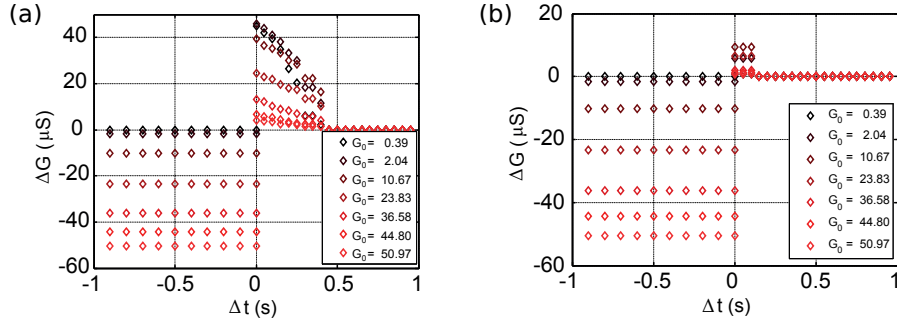 (a)
ΔG (µS)
40
20
0
-20
-40
-60
-1
-0.5
0
0.5
1
Δt (s)
G₀ = 0.39
G₀ = 2.04
G₀ = 10.67
G₀ = 23.83
G₀ = 36.58
G₀ = 44.80
G₀ = 50.97
(b)
ΔG (µS)
20
0
-20
-40
-60
-1
-0.5
0
0.5
1
Δt (s)
G₀ = 0.39
G₀ = 2.04
G₀ = 10.67
G₀ = 23.83
G₀ = 36.58
G₀ = 44.80
G₀ = 50.97